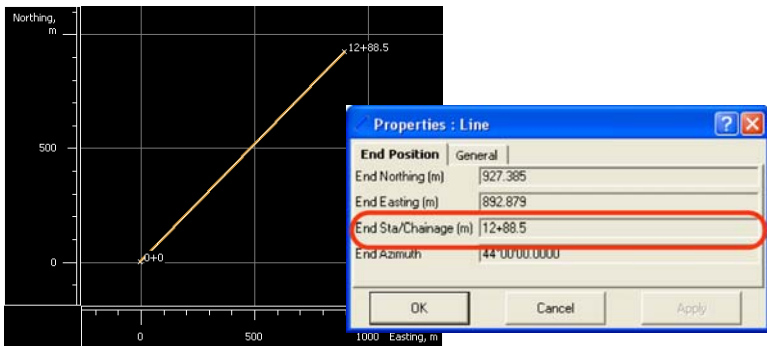 Northing,
m
12+88.5
500
0
0+0
0
500
1000 Easting, m
Properties : Line
End Position
General
End Northing (m) 927.385
End Easting (m) 892.879
End Sta/Chainage (m) 12+88.5
End Azimuth 44°00'00.0000
OK Cancel Apply